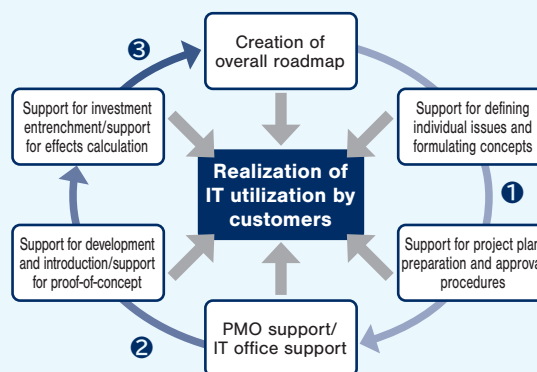 ❸
Creation of
overall roadmap
Support for investment
entrenchment/support
for effects calculation
Support for defining
individual issues and
formulating concepts
Realization of
IT utilization by
customers
❶
Support for development
and introduction/support
for proof-of-concept
Support for project plan
preparation and approval
procedures
❷
PMO support/
IT office support